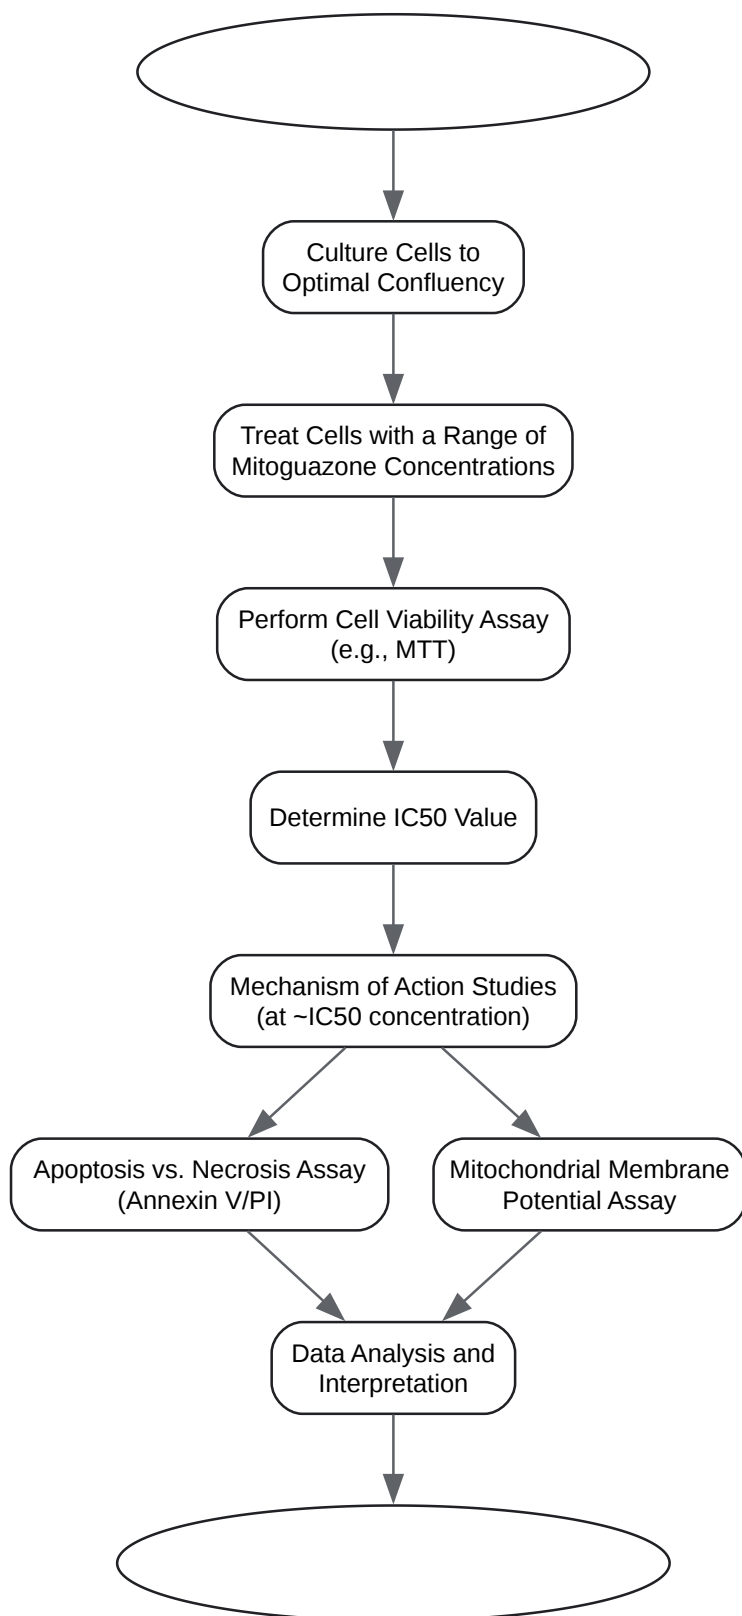 Culture Cells to
Optimal Confluency
Treat Cells with a Range of
Mitoguazone Concentrations
Perform Cell Viability Assay
(e.g., MTT)
Determine IC50 Value
Mechanism of Action Studies
(at ~IC50 concentration)
Apoptosis vs. Necrosis Assay
(Annexin V/PI)
Mitochondrial Membrane
Potential Assay
Data Analysis and
Interpretation